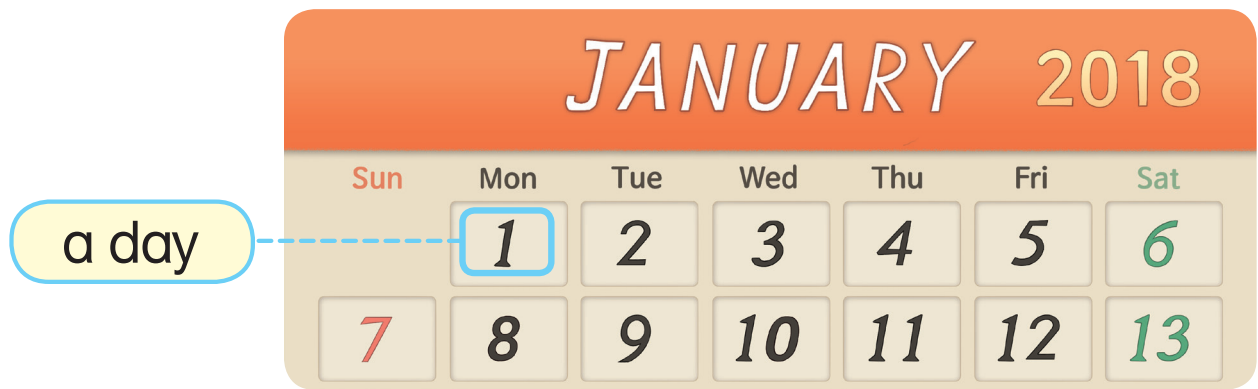 JANUARY 2018
Sun Mon Tue Wed Thu Fri Sat
a day
1 2 3 4 5 6
7 8 9 10 11 12 13